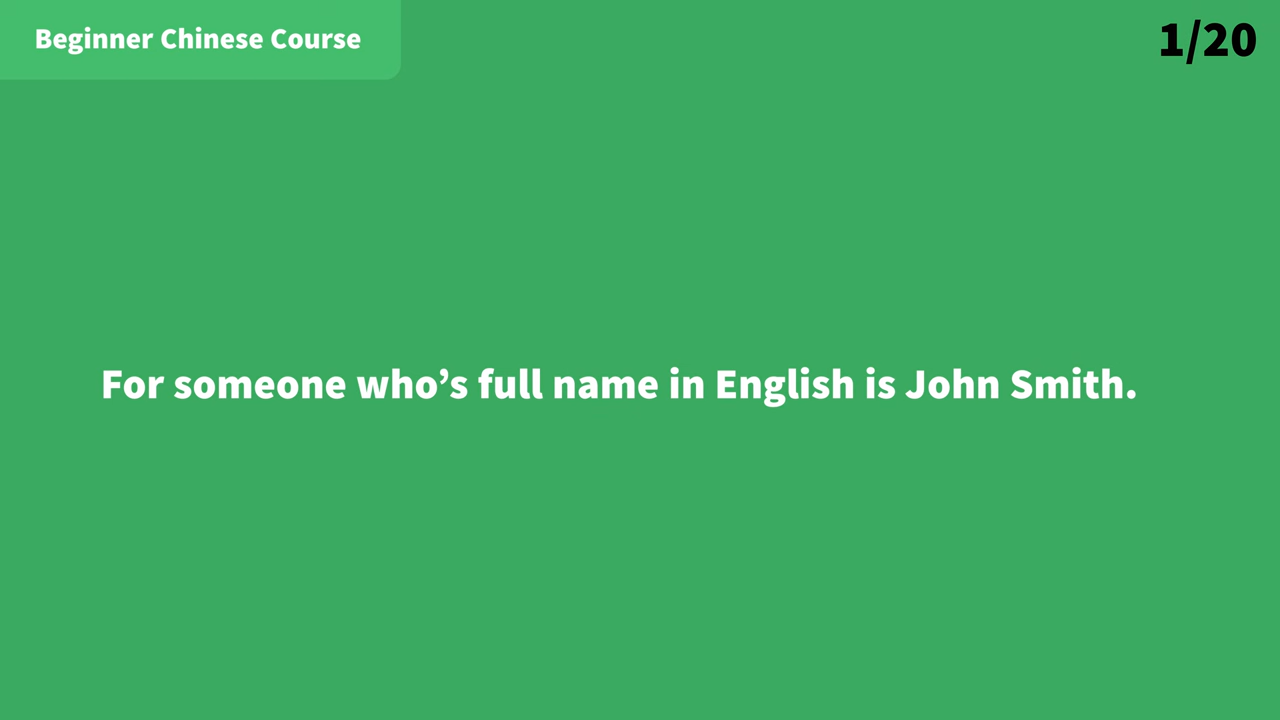 Beginner Chinese Course
1/20
For someone who’s full name in English is John Smith.